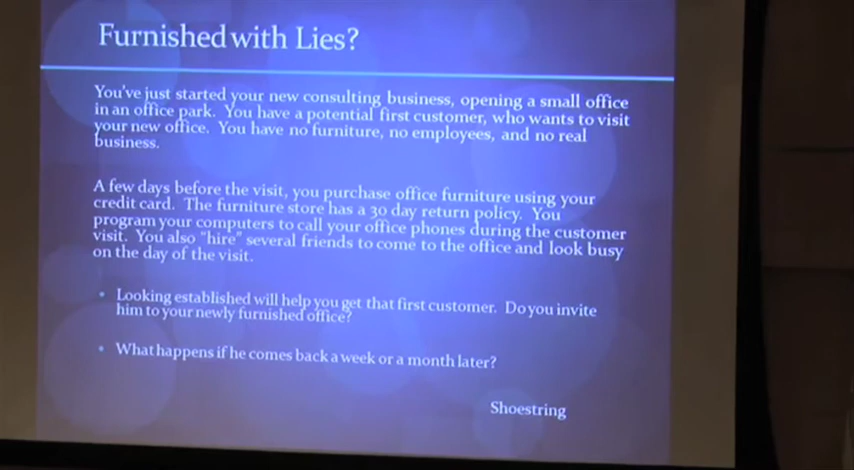 Furnished with Lies?
You've just started your new consulting business, opening a small office
in an office park. You have a potential first customer, who wants to visit
your new office. You have no furniture, no employees, and no real
business.
A few days before the visit, you purchase office furniture using your
credit card. The furniture store has a 30 day return policy. You
program your computers to call your office phones during the customer
visit. You also "hire" several friends to come to the office and look busy
on the day of the visit.
• Looking established will help you get that first customer. Do you invite
him to your newly furnished office?
• What happens if he comes back a week or a month later?
Shoestring